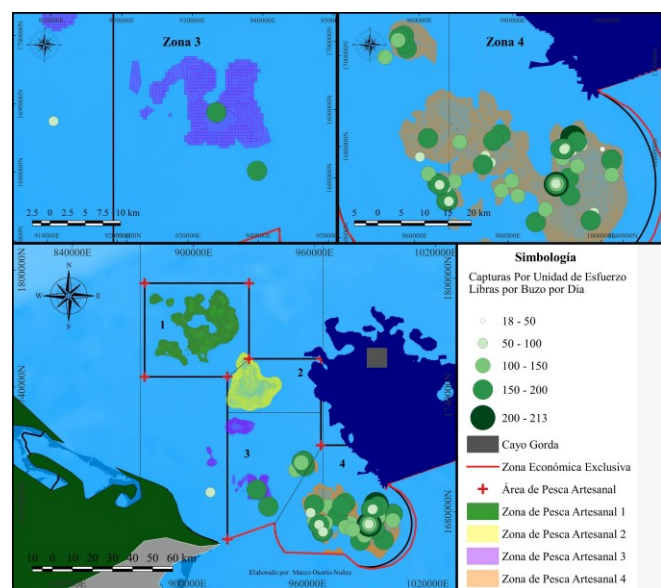 Zona 3
2.5 0 2.5 5 7.5 10 km
Zona 4
5 0 5 10 15 20 km
840000E 900000E 960000E 1020000E
1800000N
1800000N
N
W E
S
1
2
3
4
1680000N
1680000N
10 0 10 20 30 40 50 60 km
Elaborado por Marco Osorto-Nuñez
900000E 960000E 1020000E
Simbología
Capturas Por Unidad de Esfuerzo
Libras por Buzo por Dia
18 - 50
50 - 100
100 - 150
150 - 200
200 - 213
Cayo Gorda
Zona Económica Exclusiva
Área de Pesca Artesanal
Zona de Pesca Artesanal 1
Zona de Pesca Artesanal 2
Zona de Pesca Artesanal 3
Zona de Pesca Artesanal 4